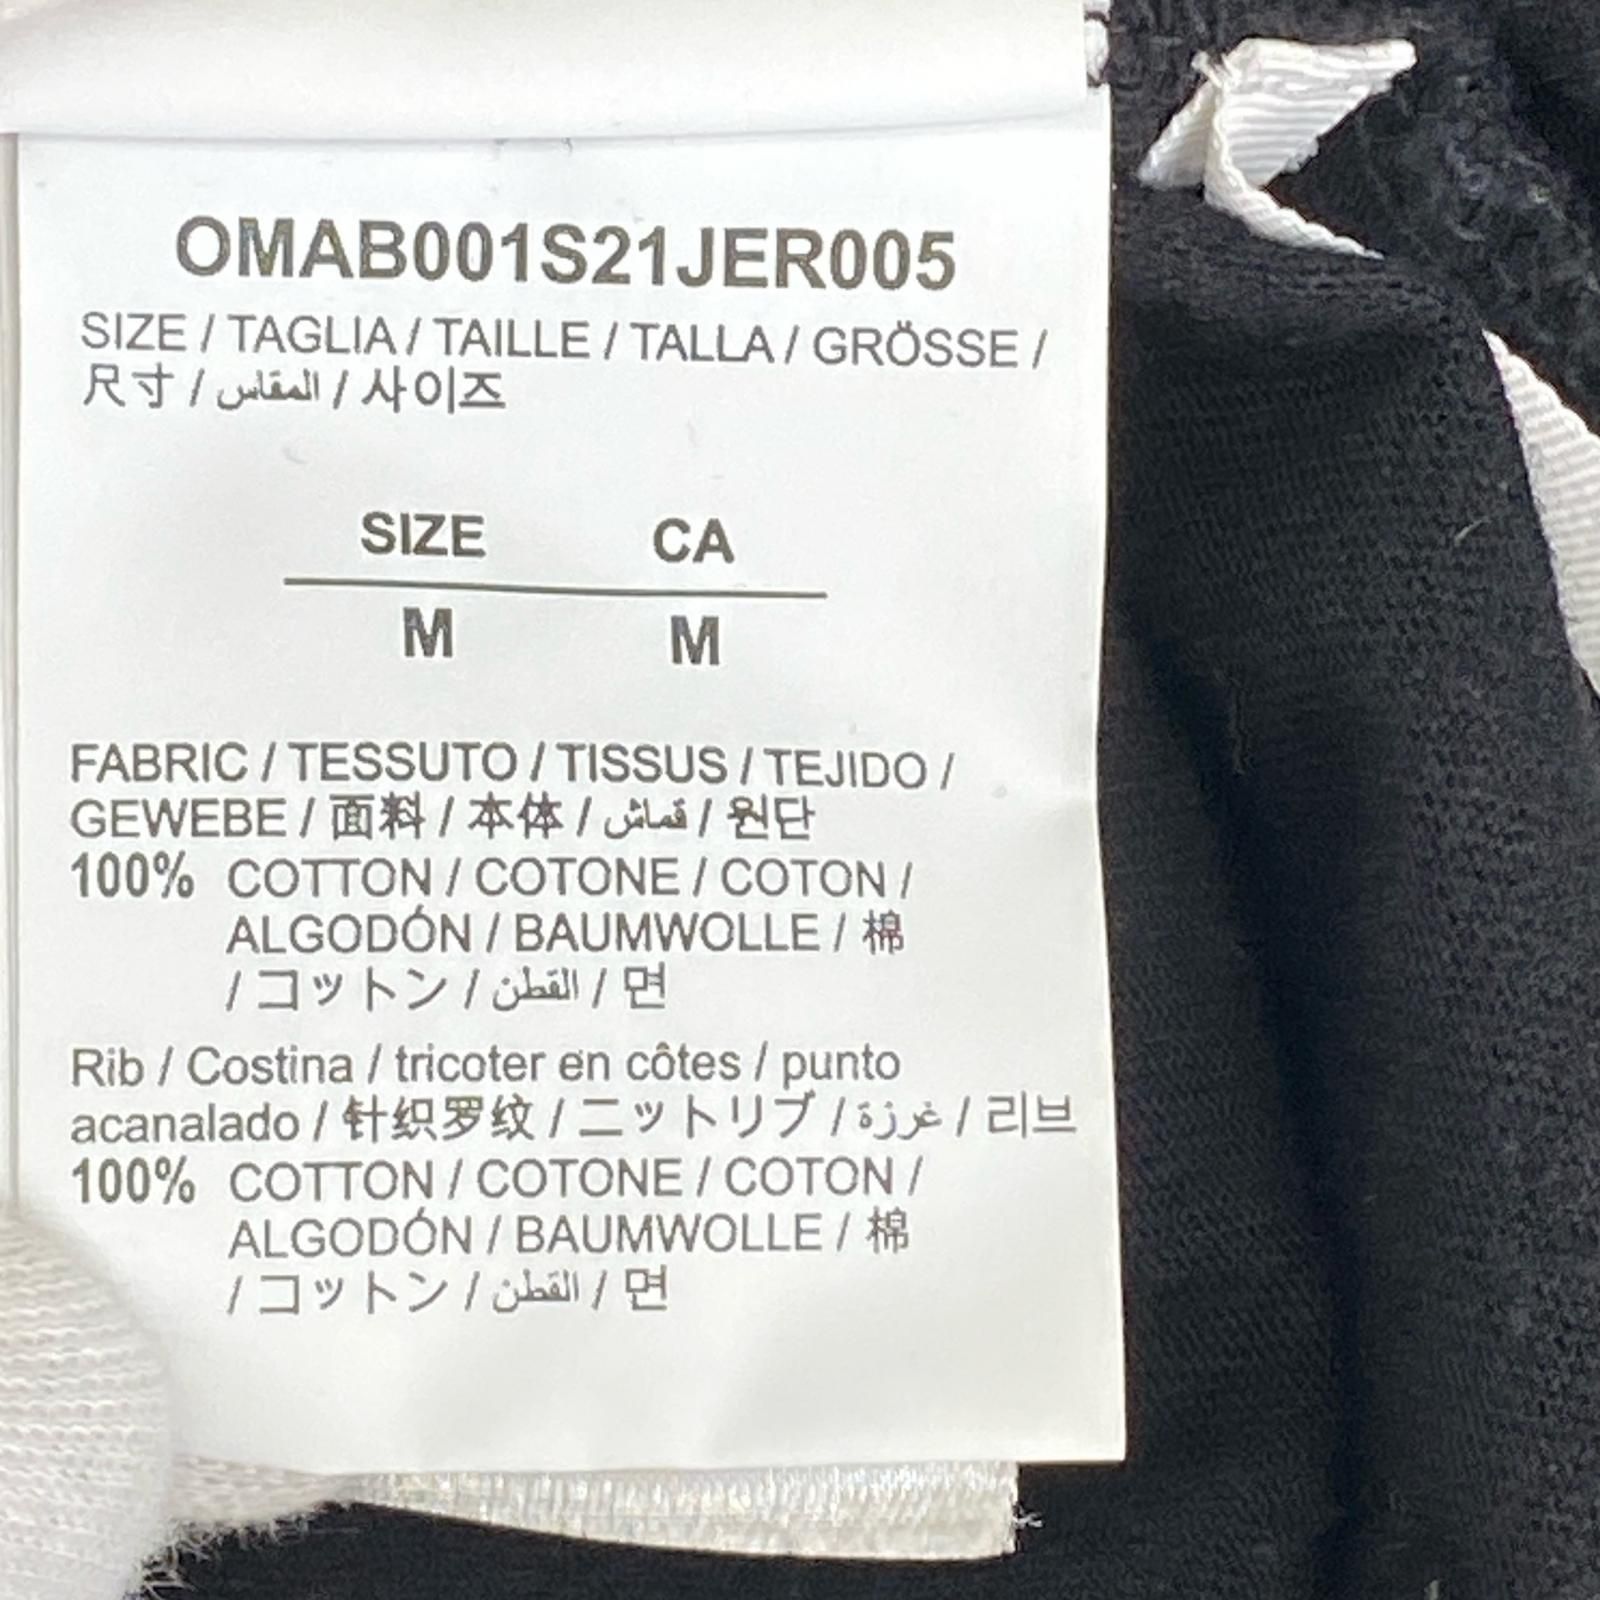 OMAB001S21JER005
SIZE / TAGLIA / TAILLE / TALLA / GRÖSSE /
尺寸 / المقاس / 사이즈
SIZE CA
M M
FABRIC / TESSUTO / TISSUS / TEJIDO /
GEWEBE / 面料 / 本体 / قماش / 원단
100% COTTON / COTONE / COTON /
ALGODÓN / BAUMWOLLE / 棉
/ コットン / القطن / 면
Rib / Costina / tricoter en côtes / punto
acanalado / 针织罗纹 / ニットリブ / غرزة / 리브
100% COTTON / COTONE / COTON /
ALGODÓN / BAUMWOLLE / 棉
/ コットン / القطن / 면